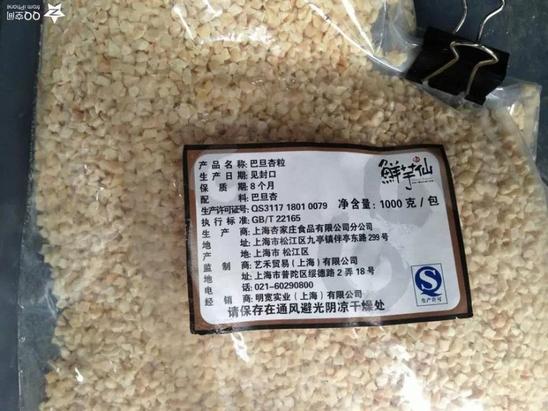 QQ空间
from iPhone
鲜芋仙
产品名称: 巴旦杏粒
生产日期: 见封口
保质期: 8个月
配料: 巴旦杏
生产许可证号: QS3117 1801 0079
净含量: 1000克/包
执行标准: GB/T 22165
生产商: 上海杏家庄食品有限公司分公司
地址: 上海市松江区九亭镇伴亭东路299号
产地: 上海市 松江区
监制商: 艺禾贸易(上海)有限公司
地址: 上海市普陀区绥德路2弄18号
电话: 021-60290800
经销商: 明宽实业(上海)有限公司
请保存在通风避光阴凉干燥处
生产许可